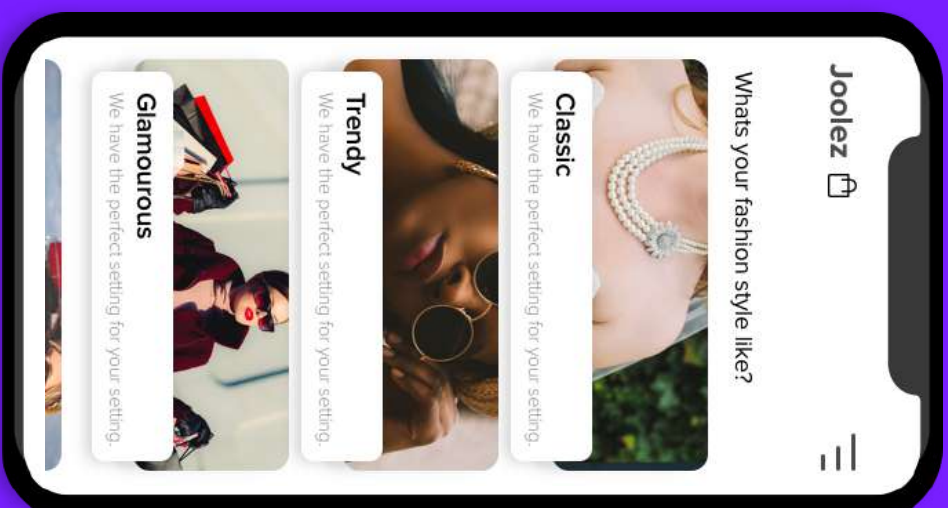 Joolez
Whats your fashion style like?
Classic
We have the perfect setting for your setting.
Trendy
We have the perfect setting for your setting.
Glamourous
We have the perfect setting for your setting.